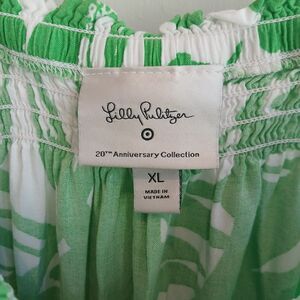 Lilly Pulitzer
20TH Anniversary Collection
XL
MADE IN
VIETNAM